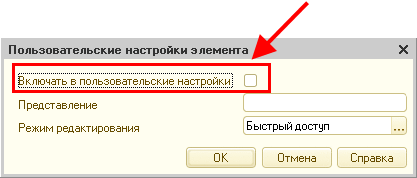 Пользовательские настройки элемента
Включать в пользовательские настройки
Представление
Режим редактирования Быстрый доступ ...
OK Отмена Справка